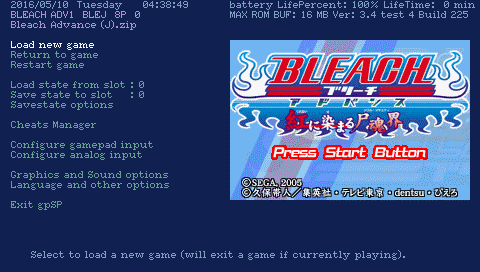 2016/05/10 Tuesday 04:38:49 battery LifePercent: 100% LifeTime: 0 min
BLEACH ADV1 BLEJ 8P 0 MAX ROM BUF: 16 MB Ver: 3.4 test 4 Build 225
Bleach Advance (J).zip
Load new game
Return to game
Restart game
Load state from slot : 0
Save state to slot : 0
Savestate options
Cheats Manager
Configure gamepad input
Configure analog input
Graphics and Sound options
Language and other options
Exit gpSP
BLEACH
ブリーチ
アドバンス
紅に染まる尸魂界
Press Start Button
©SEGA, 2005
©久保帯人/集英社・テレビ東京・dentsu・ぴえろ
Select to load a new game (will exit a game if currently playing).